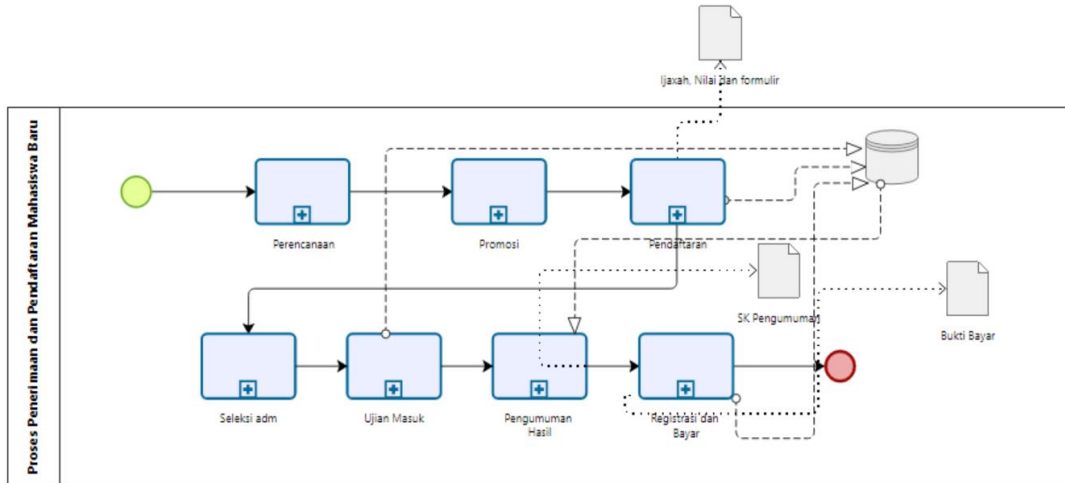 Ijaxah, Nilai dan formulir
Proses Penerimaan dan Pendaftaran Mahasiswa Baru
Perencanaan
Promosi
Pendaftaran
SK Pengumuman
Bukti Bayar
Seleksi adm
Ujian Masuk
Pengumuman
Hasil
Registrasi dah
Bayar